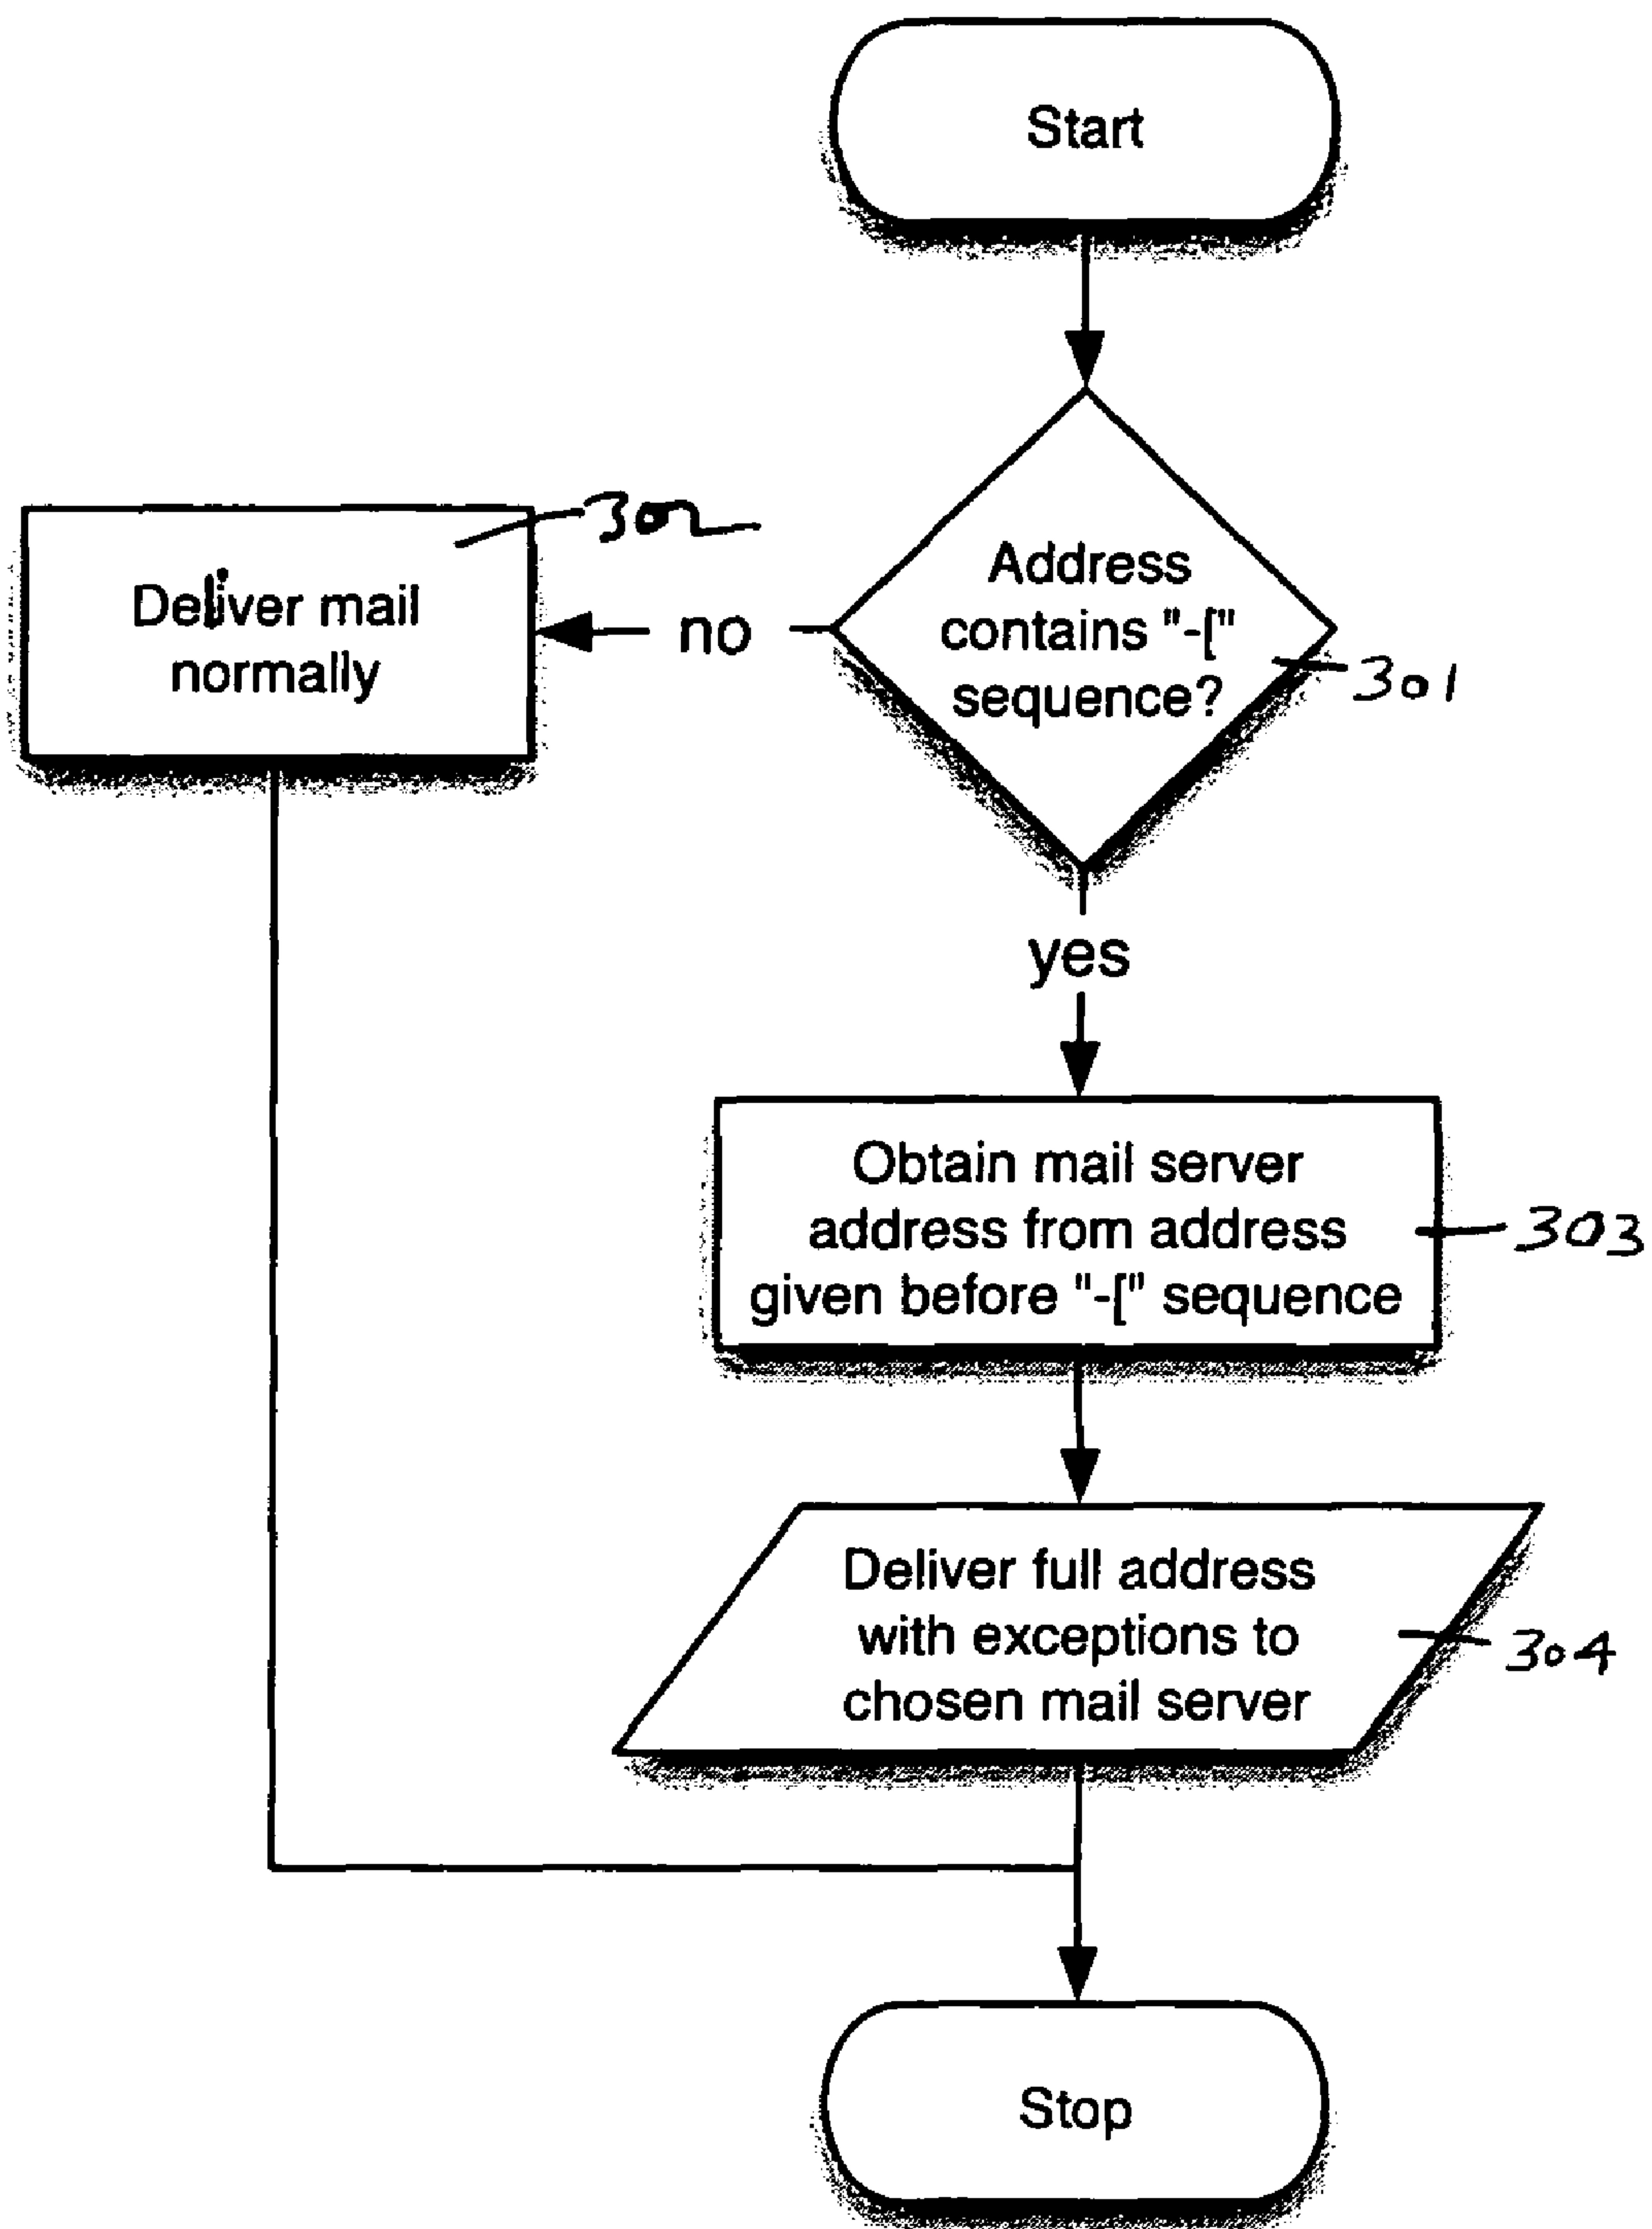 Start
302
Deliver mail
normally
no
Address
contains "-["
sequence?
301
yes
Obtain mail server
address from address
given before "-[" sequence
303
Deliver full address
with exceptions to
chosen mail server
304
Stop